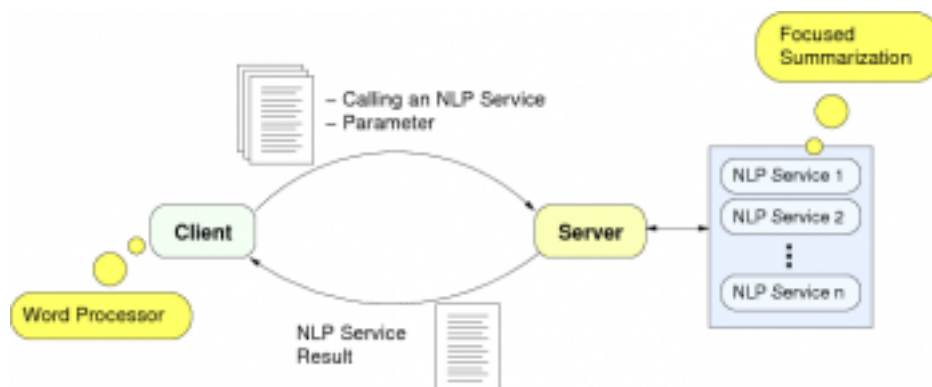 Focused
Summarization
– Calling an NLP Service
– Parameter
NLP Service 1
NLP Service 2
Client
Server
NLP Service n
Word Processor
NLP Service
Result